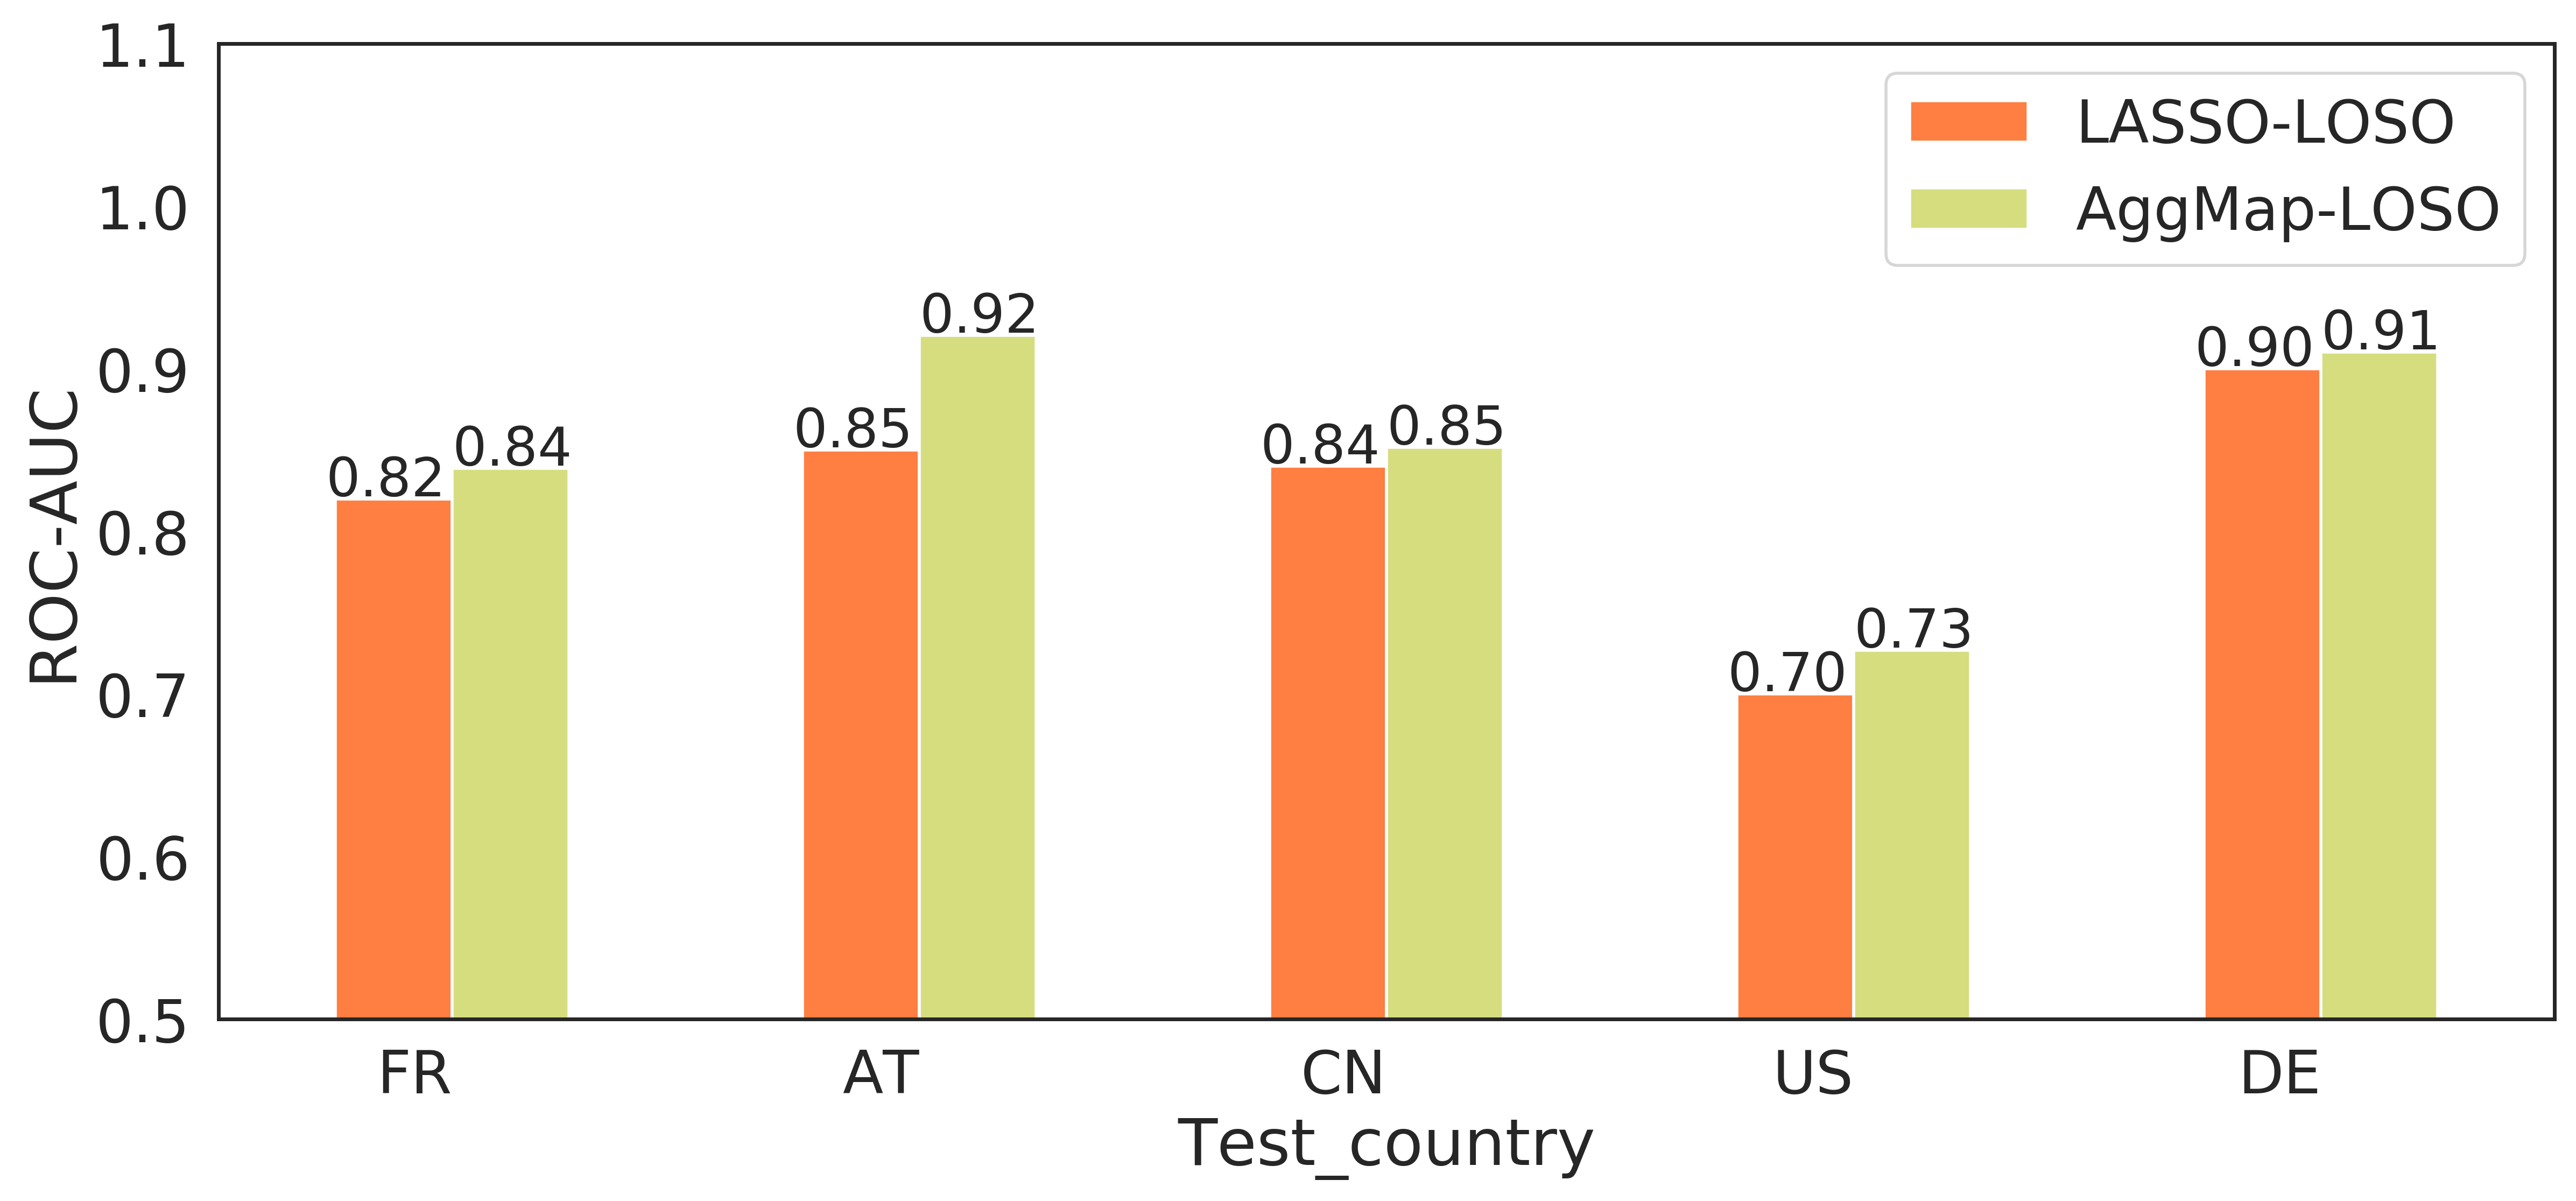 1.1
1.0
0.9
0.8
0.7
0.6
0.5
ROC-AUC
LASSO-LOSO
AggMap-LOSO
0.82
0.84
0.85
0.92
0.84
0.85
0.70
0.73
0.90
0.91
FR
AT
CN
US
DE
Test_country